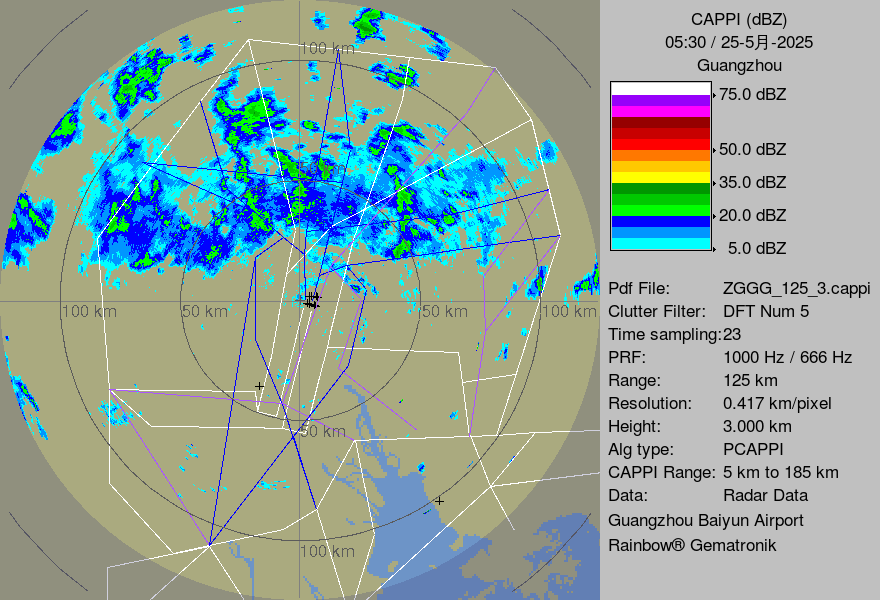 CAPPI (dBZ)
05:30 / 25-5月-2025
Guangzhou
75.0 dBZ
50.0 dBZ
35.0 dBZ
20.0 dBZ
5.0 dBZ
Pdf File: ZGGG_125_3.cappi
Clutter Filter: DFT Num 5
Time sampling:23
PRF: 1000 Hz / 666 Hz
Range: 125 km
Resolution: 0.417 km/pixel
Height: 3.000 km
Alg type: PCAPPI
CAPPI Range: 5 km to 185 km
Data: Radar Data
Guangzhou Baiyun Airport
Rainbow® Gematronik
100 km
100 km
50 km
50 km
100 km
50 km
100 km